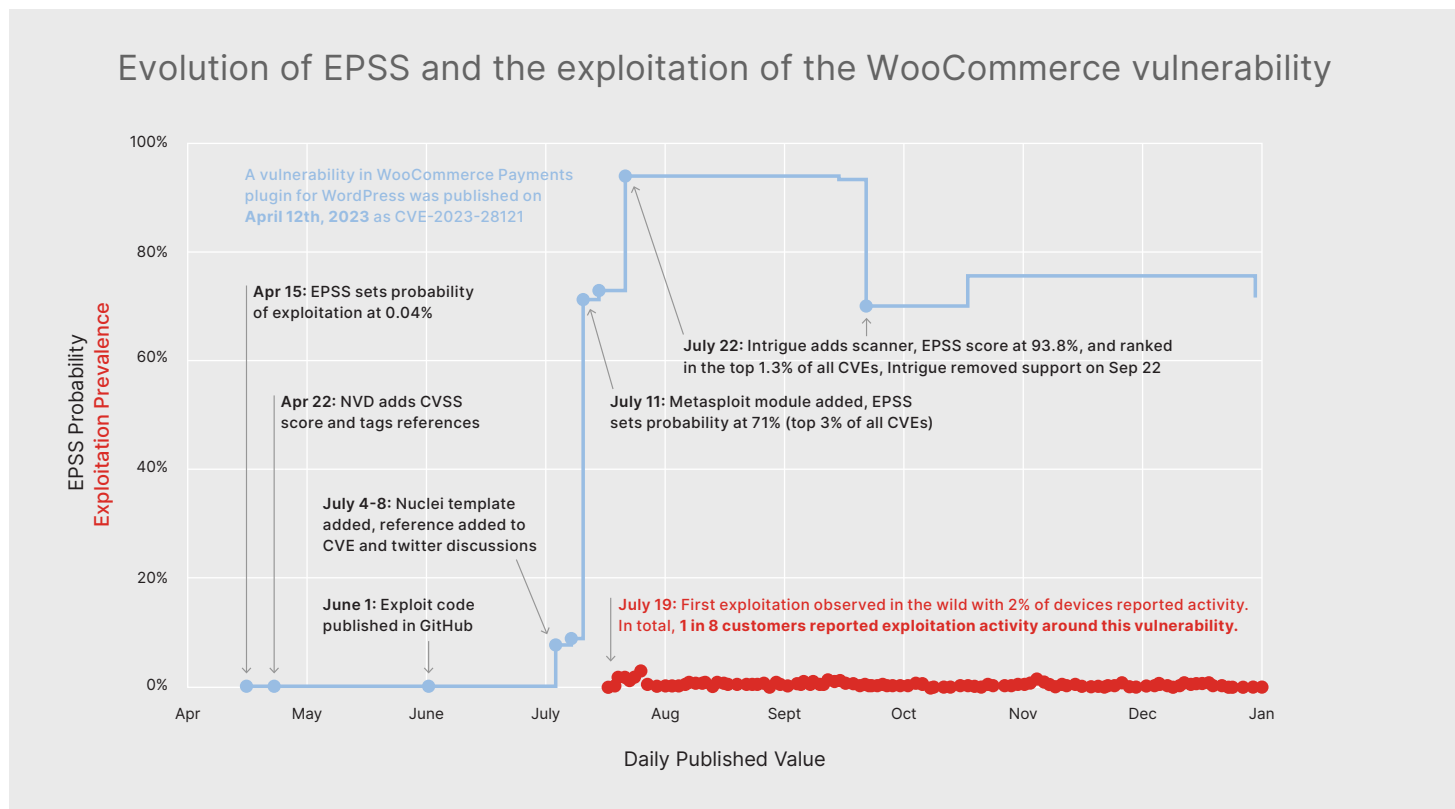 Evolution of EPSS and the exploitation of the WooCommerce vulnerability
EPSS Probability
Exploitation Prevalence
100%
80%
60%
40%
20%
0%
A vulnerability in WooCommerce Payments
plugin for WordPress was published on
April 12th, 2023 as CVE-2023-28121
Apr 15: EPSS sets probability
of exploitation at 0.04%
Apr 22: NVD adds CVSS
score and tags references
July 4-8: Nuclei template
added, reference added to
CVE and twitter discussions
June 1: Exploit code
published in GitHub
July 22: Intrigue adds scanner, EPSS score at 93.8%, and ranked
in the top 1.3% of all CVEs, Intrigue removed support on Sep 22
July 11: Metasploit module added, EPSS
sets probability at 71% (top 3% of all CVEs)
July 19: First exploitation observed in the wild with 2% of devices reported activity.
In total, 1 in 8 customers reported exploitation activity around this vulnerability.
Apr May June July Aug Sept Oct Nov Dec Jan
Daily Published Value